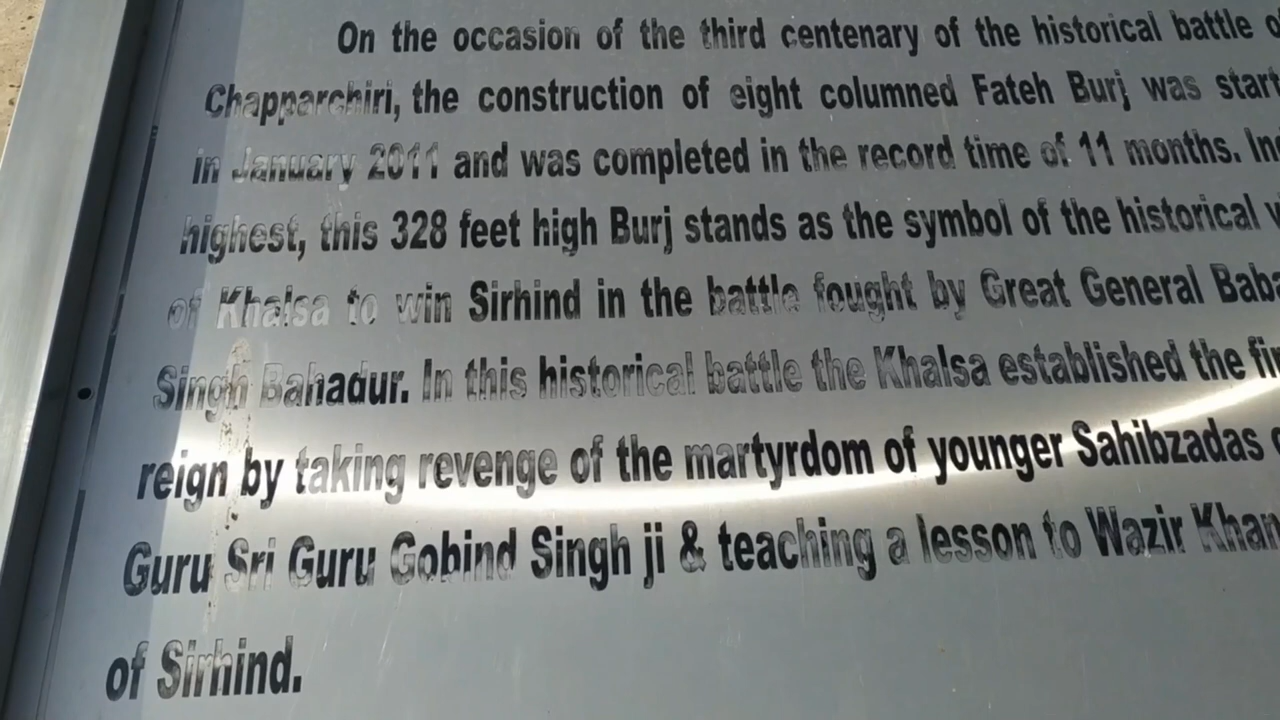 On the occasion of the third centenary of the historical battle
Chapparchiri, the construction of eight columned Fateh Burj was start
in January 2011 and was completed in the record time of 11 months.
highest, this 328 feet high Burj stands as the symbol of the historical
of Khalsa to win Sirhind in the battle fought by Great General Baba
Singh Bahadur. In this historical battle the Khalsa established the
reign by taking revenge of the martyrdom of younger Sahibzadas
Guru Sri Guru Gobind Singh ji & teaching a lesson to Wazir Khan
of Sirhind.